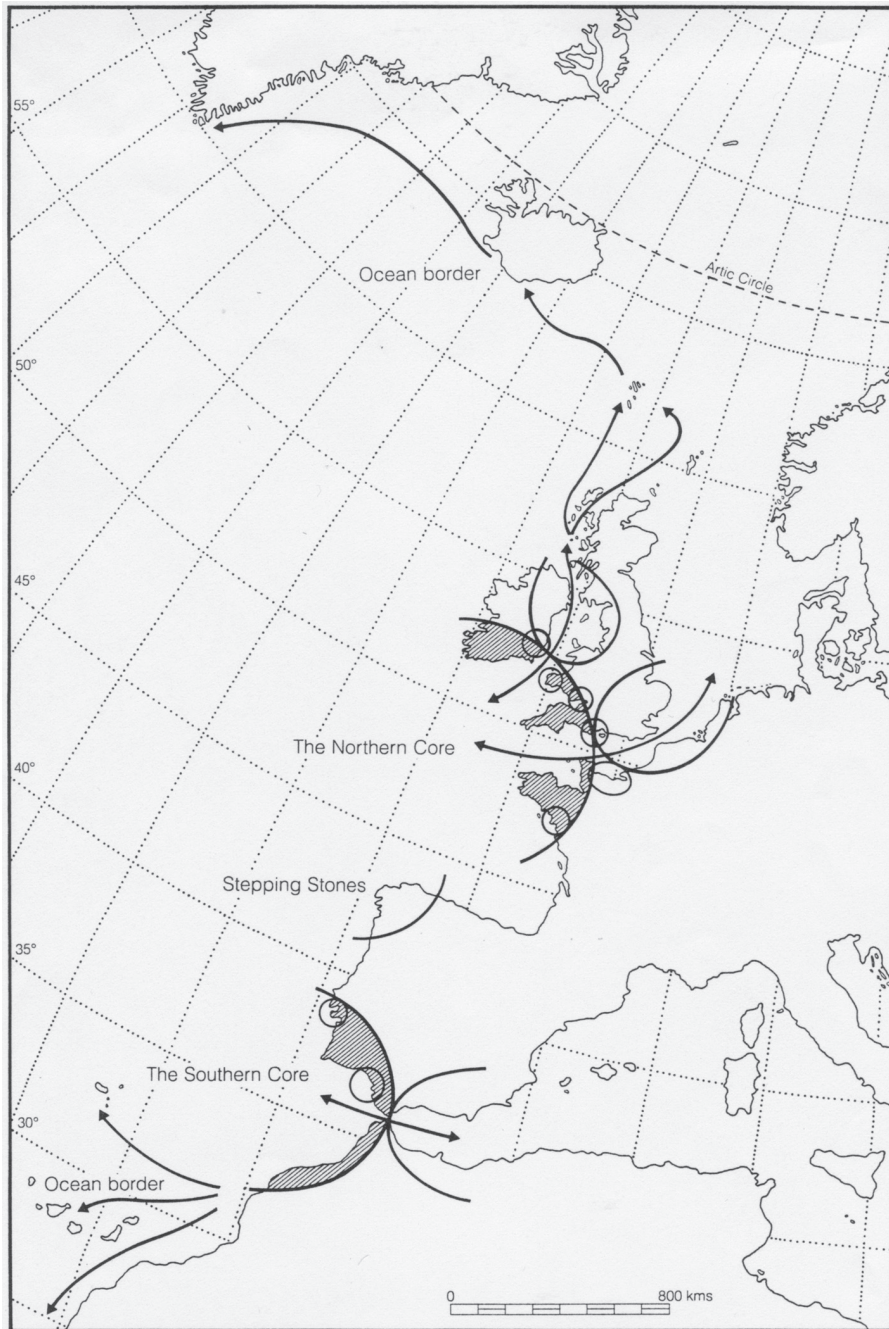 55°
Ocean border
Artic Circle
50°
45°
The Northern Core
40°
Stepping Stones
35°
The Southern Core
30°
Ocean border
0 800 kms